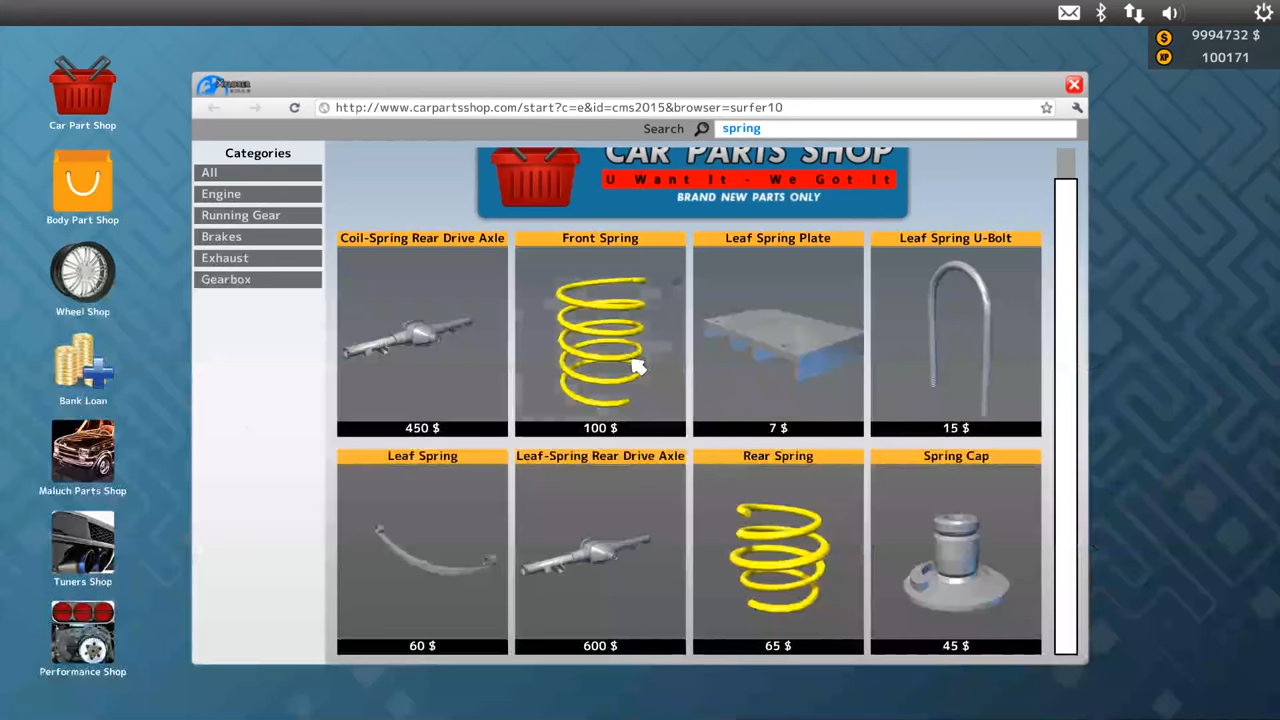 9994732 $
100171
Car Part Shop
Body Part Shop
Wheel Shop
Bank Loan
Maluch Parts Shop
Tuners Shop
Performance Shop
http://www.carpartsshop.com/start?c=e&id=cms2015&browser=surfer10
Search spring
Categories
All
Engine
Running Gear
Brakes
Exhaust
Gearbox
CAR PARTS SHOP
U Want It - We Got It
BRAND NEW PARTS ONLY
Coil-Spring Rear Drive Axle
450 $
Front Spring
100 $
Leaf Spring Plate
7 $
Leaf Spring U-Bolt
15 $
Leaf Spring
60 $
Leaf-Spring Rear Drive Axle
600 $
Rear Spring
65 $
Spring Cap
45 $